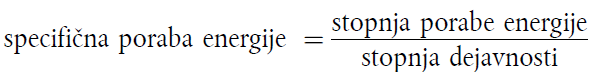 specifična poraba energije = stopnja porabe energije
stopnja dejavnosti